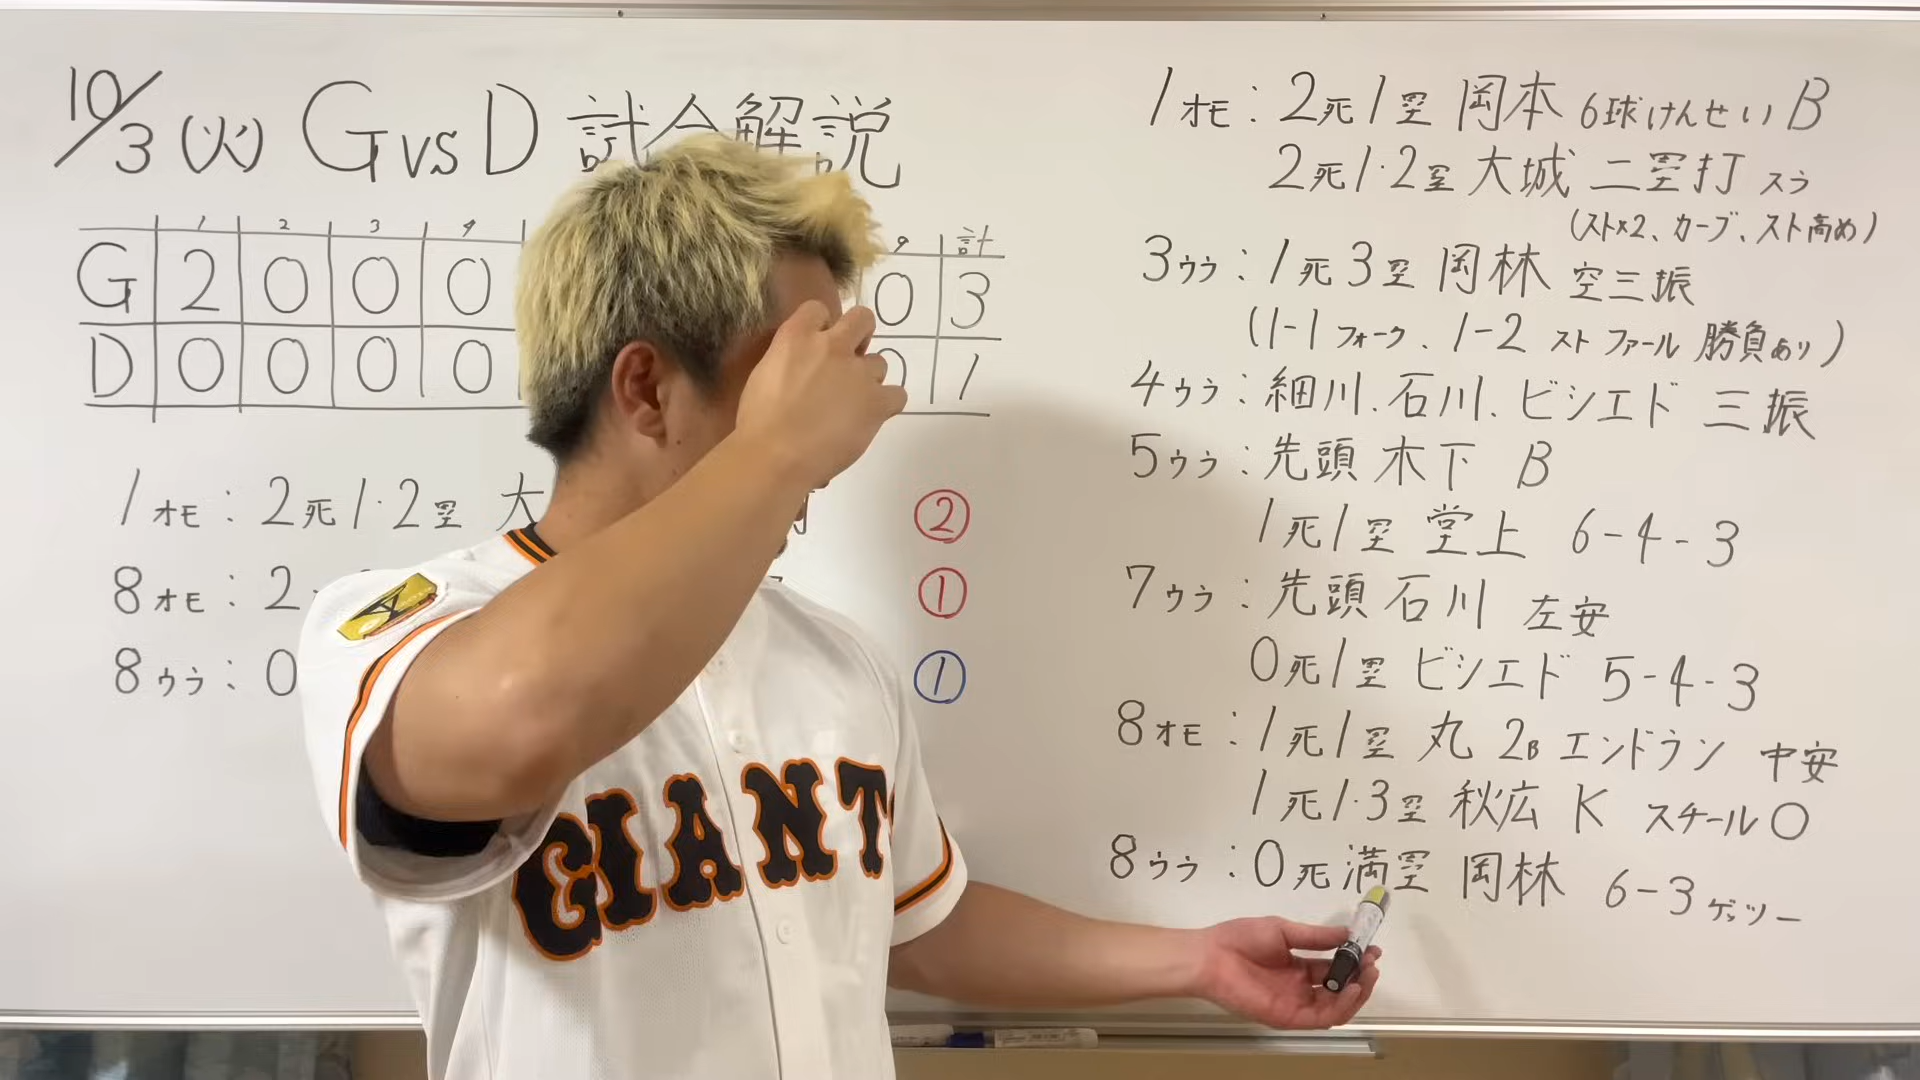 10/3(火) G vs D 試合解説
1 2 3 4 9 計
G 2 0 0 0 0 3
D 0 0 0 0 0 1
1オモ:2死1・2塁 大 ②
8オモ:2 ①
8ウラ:0 ①
1オモ:2死1塁 岡本 6球けんせい B
2死1・2塁 大城 二塁打 スラ
(スト×2、カーブ、スト高め)
3ウラ:1死3塁 岡林 空三振
(1-1 フォーク、1-2 スト ファール 勝負あり)
4ウラ:細川、石川、ビシエド 三振
5ウラ:先頭 木下 B
1死1塁 堂上 6-4-3
7ウラ:先頭 石川 左安
0死1塁 ビシエド 5-4-3
8オモ:1死1塁 丸 2B エンドラン 中安
1死1・3塁 秋広 K スチール○
8ウラ:0死満塁 岡林 6-3 ゲッツー
GIANT